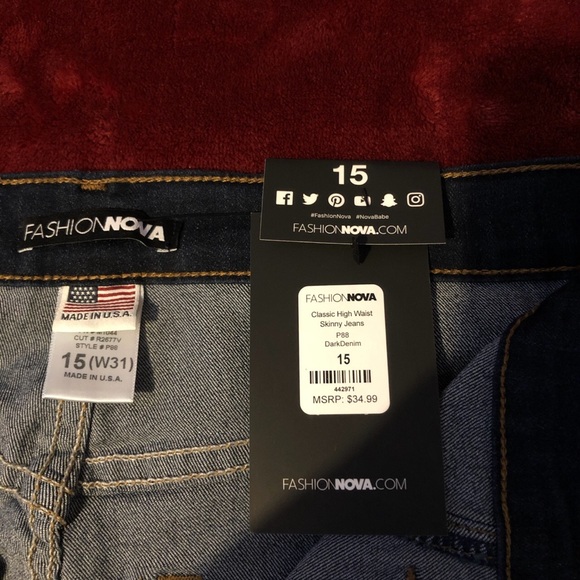 15
#FashionNova #NovaBabe
FASHIONNOVA.COM
FASHIONNOVA
MADE IN U.S.A.
CUT # R2677V
STYLE # P88
15 (W31)
MADE IN U.S.A.
FASHIONNOVA
Classic High Waist
Skinny Jeans
P88
DarkDenim
15
442971
MSRP: $34.99
FASHIONNOVA.COM